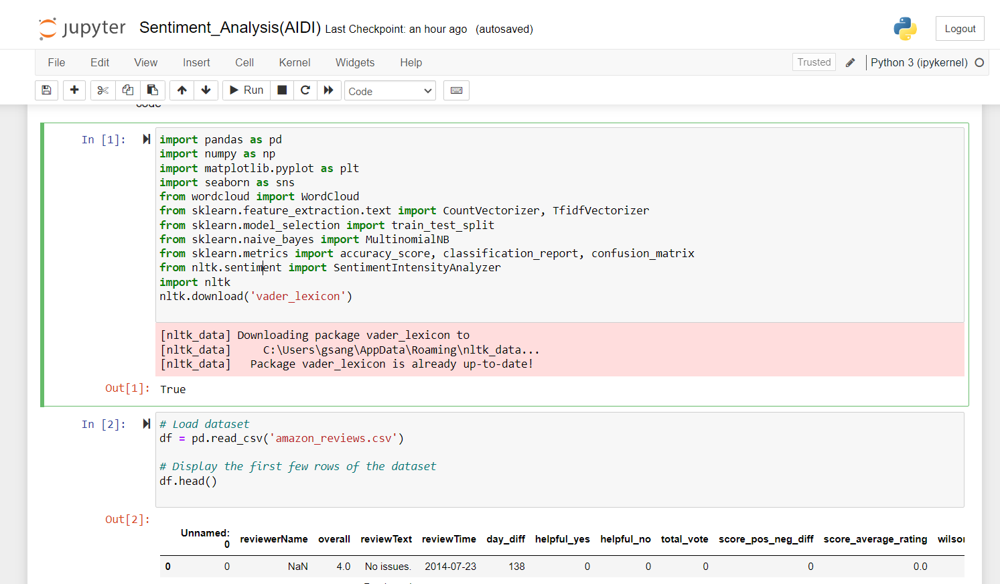 jupyter Sentiment_Analysis(AIDI) Last Checkpoint: an hour ago (autosaved)
Logout
File Edit View Insert Cell Kernel Widgets Help
Trusted Python 3 (ipykernel)
Run Code
code
In [1]:
import pandas as pd
import numpy as np
import matplotlib.pyplot as plt
import seaborn as sns
from wordcloud import WordCloud
from sklearn.feature_extraction.text import CountVectorizer, TfidfVectorizer
from sklearn.model_selection import train_test_split
from sklearn.naive_bayes import MultinomialNB
from sklearn.metrics import accuracy_score, classification_report, confusion_matrix
from nltk.sentiment import SentimentIntensityAnalyzer
import nltk
nltk.download('vader_lexicon')
[nltk_data] Downloading package vader_lexicon to
[nltk_data]     C:\Users\gsang\AppData\Roaming\nltk_data...
[nltk_data]   Package vader_lexicon is already up-to-date!
Out[1]: True
In [2]:
# Load dataset
df = pd.read_csv('amazon_reviews.csv')
# Display the first few rows of the dataset
df.head()
Out[2]:
Unnamed: 0 reviewerName overall reviewText reviewTime day_diff helpful_yes helpful_no total_vote score_pos_neg_diff score_average_rating
0 0 NaN 4.0 No issues. 2014-07-23 138 0 0 0 0 0.0